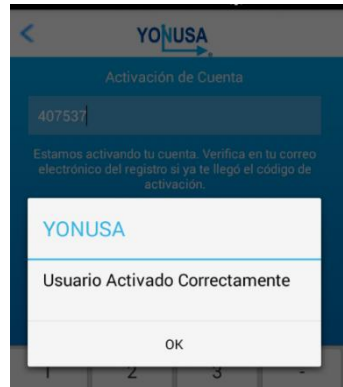 YONUSA
Activación de Cuenta
407537
Estamos activando tu cuenta. Verifica en tu correo
electrónico del registro si ya te llegó el código de
activación.
YONUSA
Usuario Activado Correctamente
OK
1 2 3 -